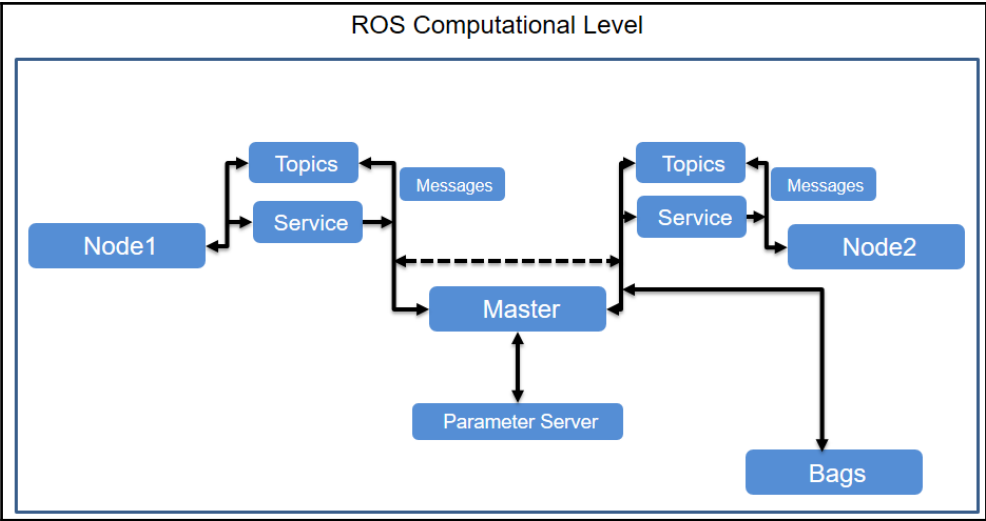 ROS Computational Level
Topics
Messages
Service
Node1
Topics
Messages
Service
Node2
Master
Parameter Server
Bags